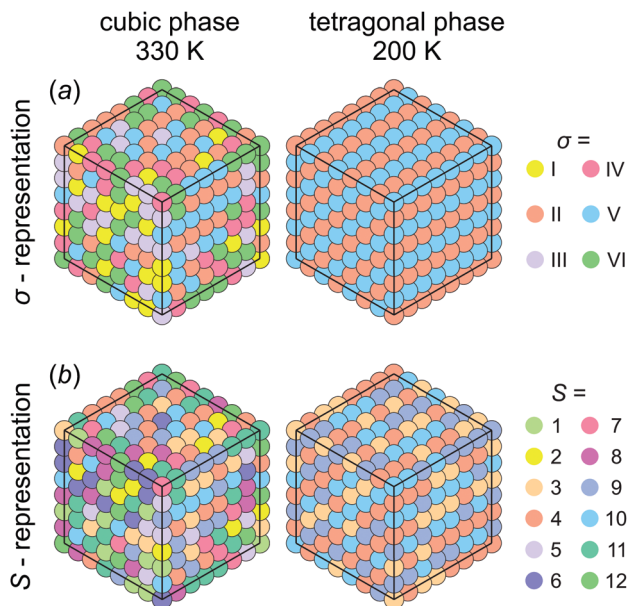 cubic phase
330 K
tetragonal phase
200 K
(a)
σ - representation
σ =
I
IV
II
V
III
VI
(b)
S - representation
S =
1
7
2
8
3
9
4
10
5
11
6
12